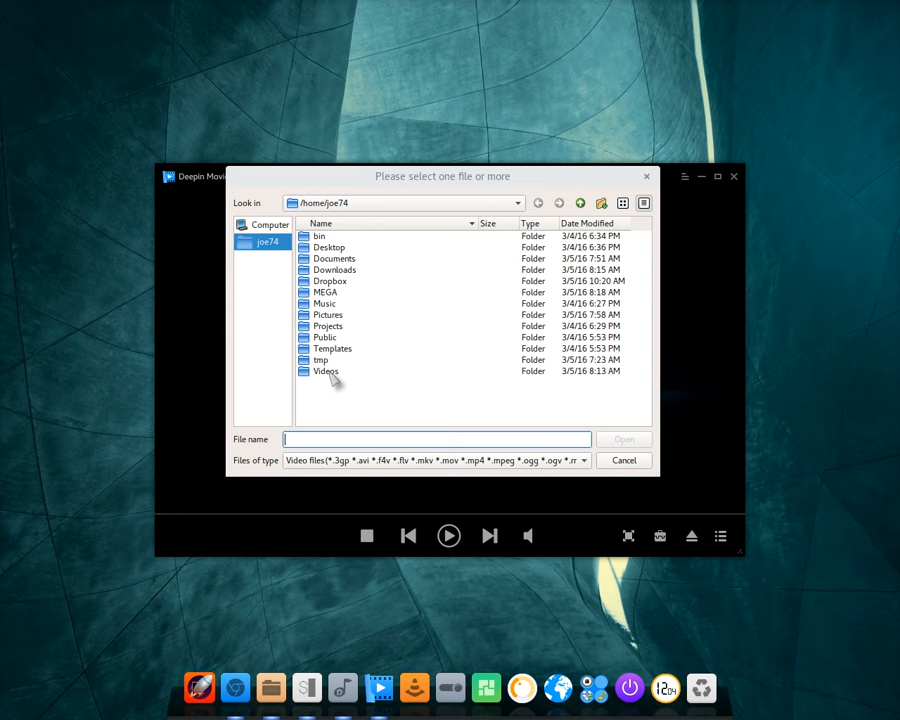 Deepin Movi
Please select one file or more
Look in /home/joe74
Computer
joe74
Name Size Type Date Modified
bin Folder 3/4/16 6:34 PM
Desktop Folder 3/4/16 6:36 PM
Documents Folder 3/5/16 7:51 AM
Downloads Folder 3/5/16 8:15 AM
Dropbox Folder 3/5/16 10:20 AM
MEGA Folder 3/5/16 8:18 AM
Music Folder 3/4/16 6:27 PM
Pictures Folder 3/5/16 7:58 AM
Projects Folder 3/4/16 6:29 PM
Public Folder 3/4/16 5:53 PM
Templates Folder 3/4/16 5:53 PM
tmp Folder 3/5/16 7:23 AM
Videos Folder 3/5/16 8:13 AM
File name Open
Files of type Video files(*.3gp *.avi *.f4v *.flv *.mkv *.mov *.mp4 *.mpeg *.ogg *.ogv *.r Cancel
12:04